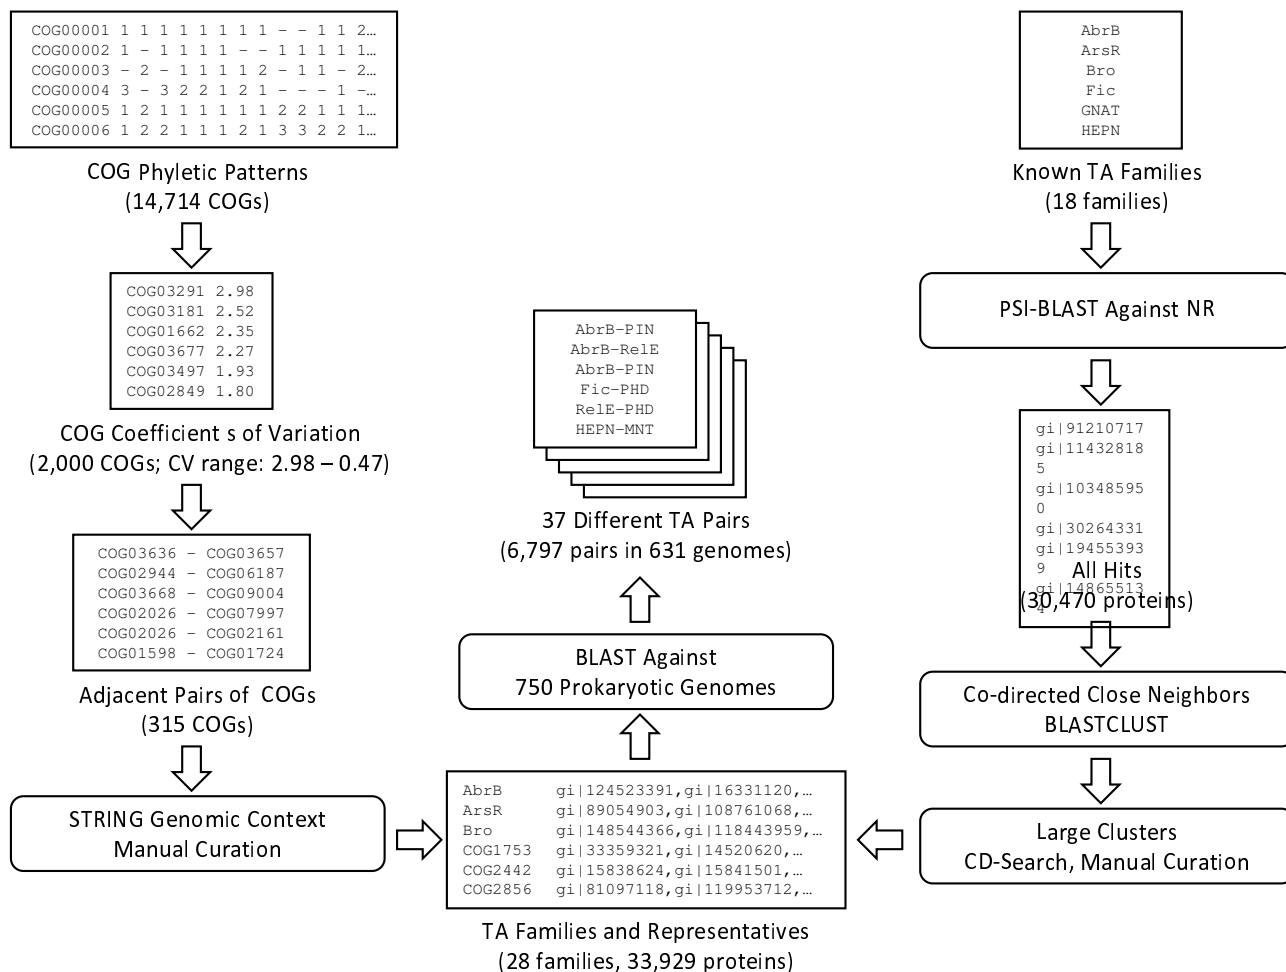 COG00001 1 1 1 1 1 1 1 1 – – 1 1 2…
COG00002 1 – 1 1 1 1 – – 1 1 1 1 1…
COG00003 – 2 – 1 1 1 1 2 – 1 1 – 2…
COG00004 3 – 3 2 2 1 2 1 – – – 1 –…
COG00005 1 2 1 1 1 1 1 1 2 2 1 1 1…
COG00006 1 2 2 1 1 1 2 1 3 3 2 2 1…
COG Phyletic Patterns
(14,714 COGs)
COG03291 2.98
COG03181 2.52
COG01662 2.35
COG03677 2.27
COG03497 1.93
COG02849 1.80
COG Coefficient s of Variation
(2,000 COGs; CV range: 2.98 – 0.47)
COG03636 – COG03657
COG02944 – COG06187
COG03668 – COG09004
COG02026 – COG07997
COG02026 – COG02161
COG01598 – COG01724
Adjacent Pairs of COGs
(315 COGs)
STRING Genomic Context
Manual Curation
AbrB–PIN
AbrB–RelE
AbrB–PIN
Fic–PHD
RelE–PHD
HEPN–MNT
37 Different TA Pairs
(6,797 pairs in 631 genomes)
BLAST Against
750 Prokaryotic Genomes
AbrB gi|124523391,gi|16331120,…
ArsR gi|89054903,gi|108761068,…
Bro gi|148544366,gi|118443959,…
COG1753 gi|33359321,gi|14520620,…
COG2442 gi|15838624,gi|15841501,…
COG2856 gi|81097118,gi|119953712,…
TA Families and Representatives
(28 families, 33,929 proteins)
AbrB
ArsR
Bro
Fic
GNAT
HEPN
Known TA Families
(18 families)
PSI-BLAST Against NR
gi|91210717
gi|11432818
5
gi|10348595
0
gi|30264331
gi|19455393
9
gi|14865513
4
All Hits
(30,470 proteins)
Co-directed Close Neighbors
BLASTCLUST
Large Clusters
CD-Search, Manual Curation